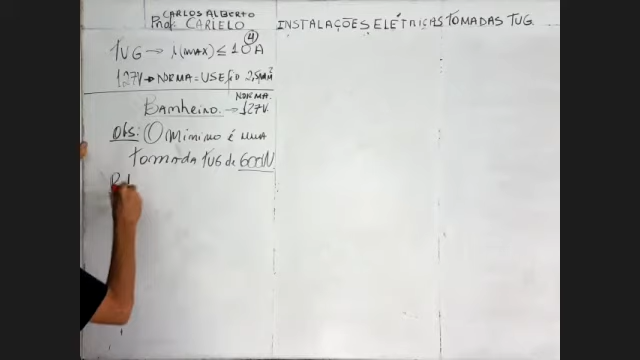 CARLOS ALBERTO
Prof. CARLELO
INSTALAÇÕES ELÉTRICAS TOMADAS TUG.
4
TUG → i(MAX) ≤ 10A
127V → NORMA = USE fio 2,5mm²
NORMA.
Banheiro. → 127V.
Obs: O mínimo é uma
tomada TUG de 600W